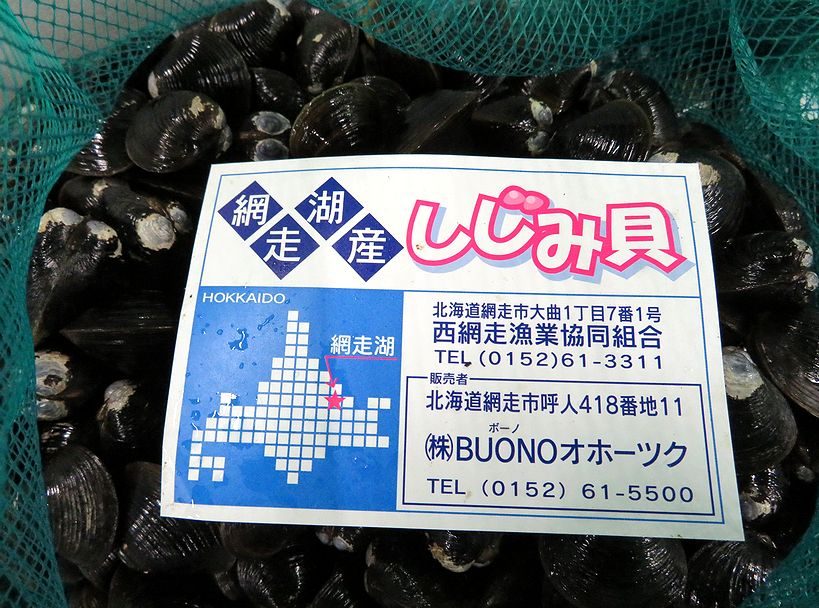 網走湖産
しじみ貝
HOKKAIDO
網走湖
北海道網走市大曲1丁目7番1号
西網走漁業協同組合
TEL (0152)61-3311
販売者
北海道網走市呼人418番地11
ボーノ
㈱BUONOオホーツク
TEL (0152) 61-5500